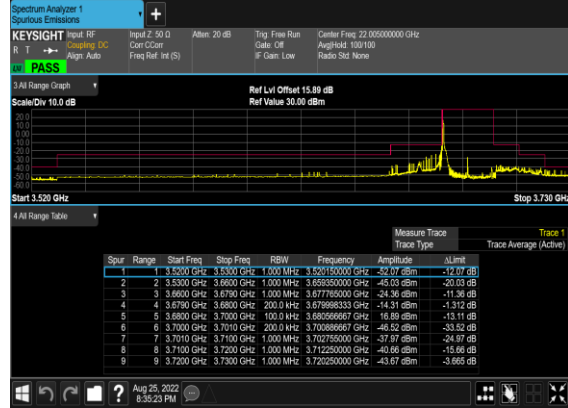 Spectrum Analyzer 1
Spurious Emissions
+
KEYSIGHT Input: RF Input Z: 50 Ω Atten: 20 dB Trig: Free Run Center Freq: 22.005000000 GHz
R T Coupling: DC Corr CCorr Gate: Off Avg|Hold: 100/100
Align: Auto Freq Ref: Int (S) IF Gain: Low Radio Std: None
PASS
3 All Range Graph
Ref Lvl Offset 15.89 dB
Scale/Div 10.0 dB Ref Value 30.00 dBm
20.0
10.0
0.00
-10.0
-20.0
-30.0
-40.0
-50.0
-60.0
Start 3.520 GHz Stop 3.730 GHz
4 All Range Table
Measure Trace Trace 1
Trace Type Trace Average (Active)
Spur Range Start Freq Stop Freq RBW Frequency Amplitude ΔLimit
1 1 3.5200 GHz 3.5300 GHz 1.000 MHz 3.520150000 GHz -52.07 dBm -12.07 dB
2 2 3.5300 GHz 3.6600 GHz 1.000 MHz 3.659350000 GHz -45.03 dBm -20.03 dB
3 3 3.6600 GHz 3.6790 GHz 1.000 MHz 3.677765000 GHz -24.36 dBm -11.36 dB
4 4 3.6790 GHz 3.6800 GHz 200.0 kHz 3.679998333 GHz -14.31 dBm -1.312 dB
5 5 3.6800 GHz 3.7000 GHz 100.0 kHz 3.680566667 GHz 16.89 dBm -13.11 dB
6 6 3.7000 GHz 3.7010 GHz 200.0 kHz 3.700886667 GHz -46.52 dBm -33.52 dB
7 7 3.7010 GHz 3.7100 GHz 1.000 MHz 3.702755000 GHz -37.97 dBm -24.97 dB
8 8 3.7100 GHz 3.7200 GHz 1.000 MHz 3.712250000 GHz -40.66 dBm -15.66 dB
9 9 3.7200 GHz 3.7300 GHz 1.000 MHz 3.720250000 GHz -43.67 dBm -3.665 dB
? Aug 25, 2022
8:35:23 PM